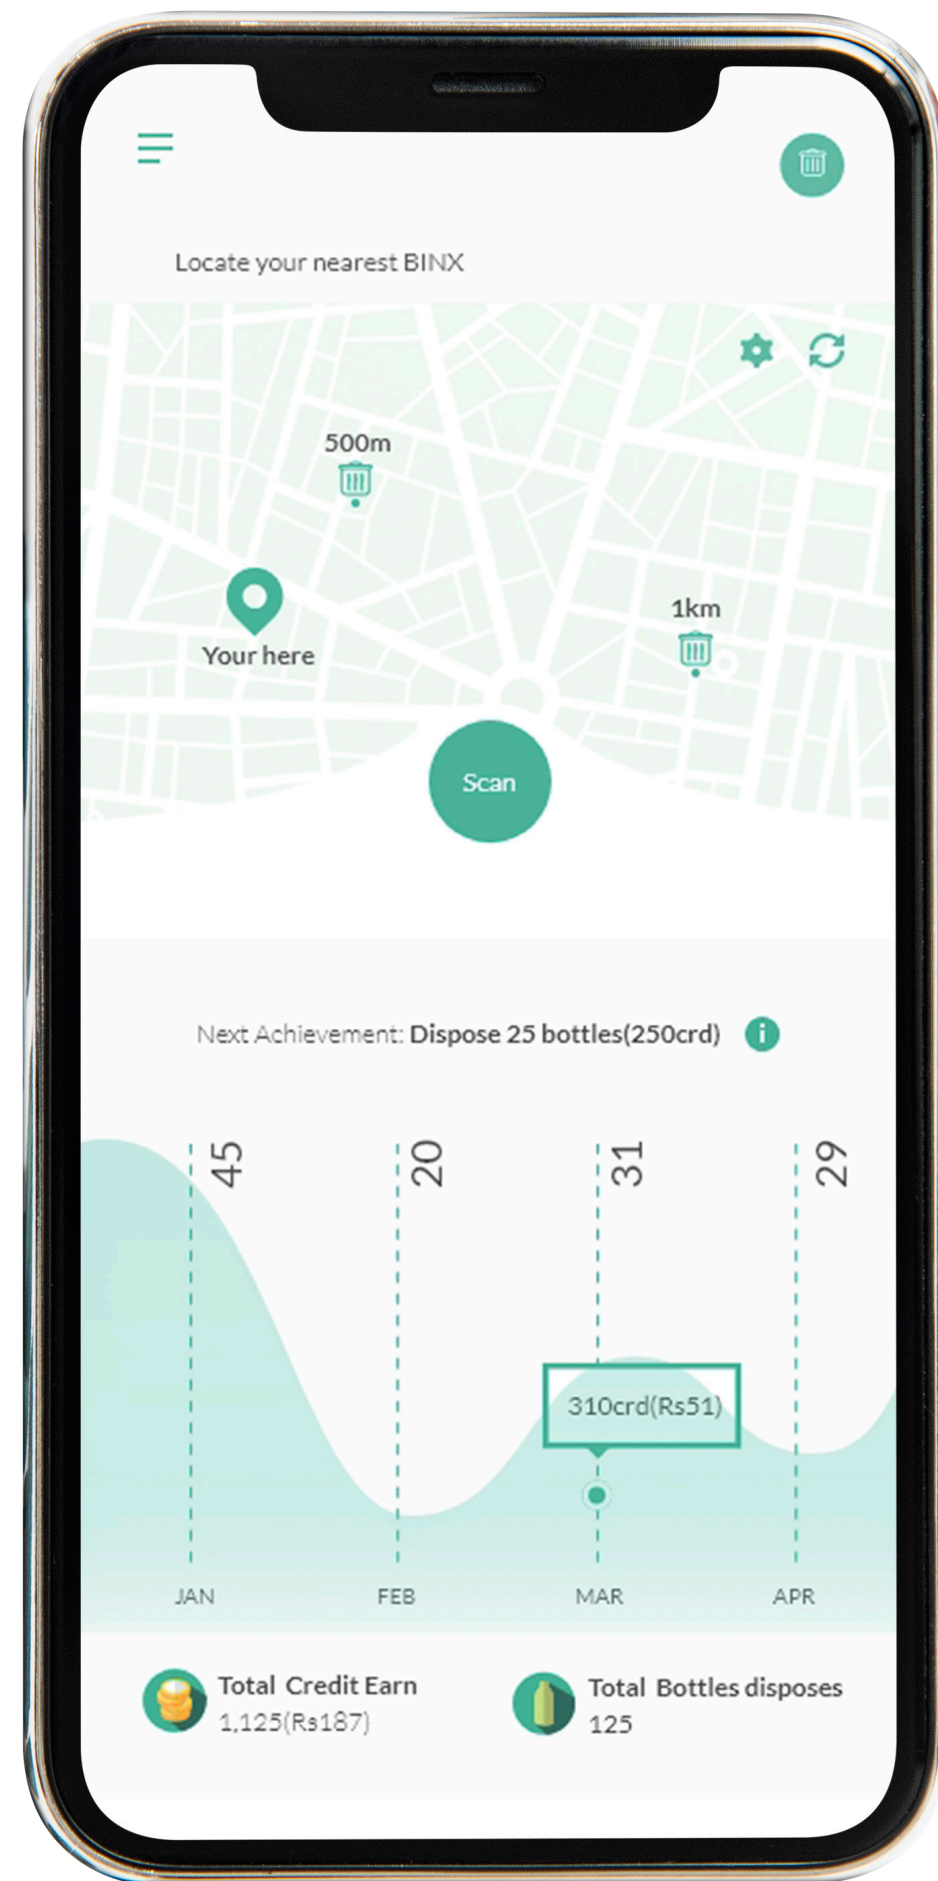 Locate your nearest BINX
500m
1km
Your here
Scan
Next Achievement: Dispose 25 bottles(250crd)
i
45 20 31 29
310crd(Rs51)
JAN FEB MAR APR
Total Credit Earn
1,125(Rs187)
Total Bottles disposes
125